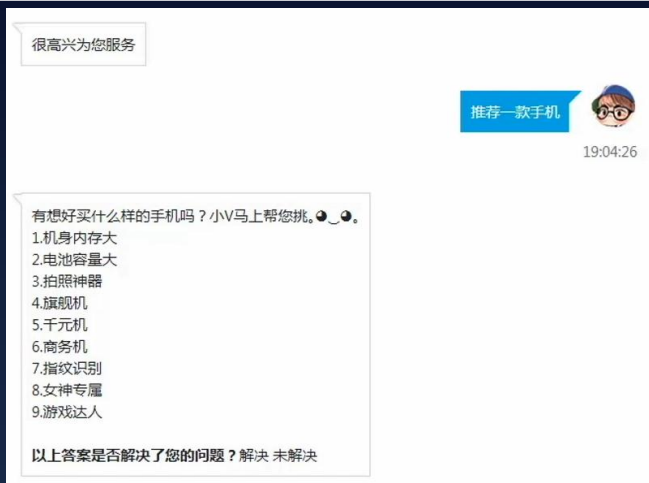 很高兴为您服务
推荐一款手机
19:04:26
有想好买什么样的手机吗？小V马上帮您挑。◕‿◕。
1.机身内存大
2.电池容量大
3.拍照神器
4.旗舰机
5.千元机
6.商务机
7.指纹识别
8.女神专属
9.游戏达人
以上答案是否解决了您的问题？解决 未解决